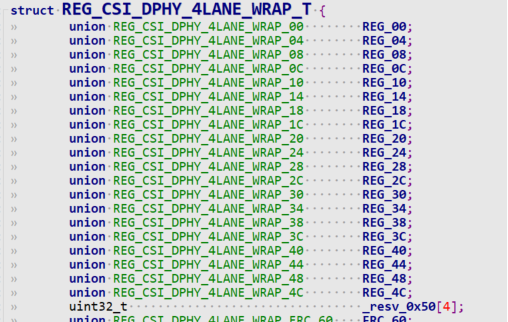 struct REG_CSI_DPHY_4LANE_WRAP_T {
union REG_CSI_DPHY_4LANE_WRAP_00 REG_00;
union REG_CSI_DPHY_4LANE_WRAP_04 REG_04;
union REG_CSI_DPHY_4LANE_WRAP_08 REG_08;
union REG_CSI_DPHY_4LANE_WRAP_0C REG_0C;
union REG_CSI_DPHY_4LANE_WRAP_10 REG_10;
union REG_CSI_DPHY_4LANE_WRAP_14 REG_14;
union REG_CSI_DPHY_4LANE_WRAP_18 REG_18;
union REG_CSI_DPHY_4LANE_WRAP_1C REG_1C;
union REG_CSI_DPHY_4LANE_WRAP_20 REG_20;
union REG_CSI_DPHY_4LANE_WRAP_24 REG_24;
union REG_CSI_DPHY_4LANE_WRAP_28 REG_28;
union REG_CSI_DPHY_4LANE_WRAP_2C REG_2C;
union REG_CSI_DPHY_4LANE_WRAP_30 REG_30;
union REG_CSI_DPHY_4LANE_WRAP_34 REG_34;
union REG_CSI_DPHY_4LANE_WRAP_38 REG_38;
union REG_CSI_DPHY_4LANE_WRAP_3C REG_3C;
union REG_CSI_DPHY_4LANE_WRAP_40 REG_40;
union REG_CSI_DPHY_4LANE_WRAP_44 REG_44;
union REG_CSI_DPHY_4LANE_WRAP_48 REG_48;
union REG_CSI_DPHY_4LANE_WRAP_4C REG_4C;
uint32_t _resv_0x50[4];
union REG_CSI_DPHY_4LANE_WRAP_ERC_60 ERC_60;